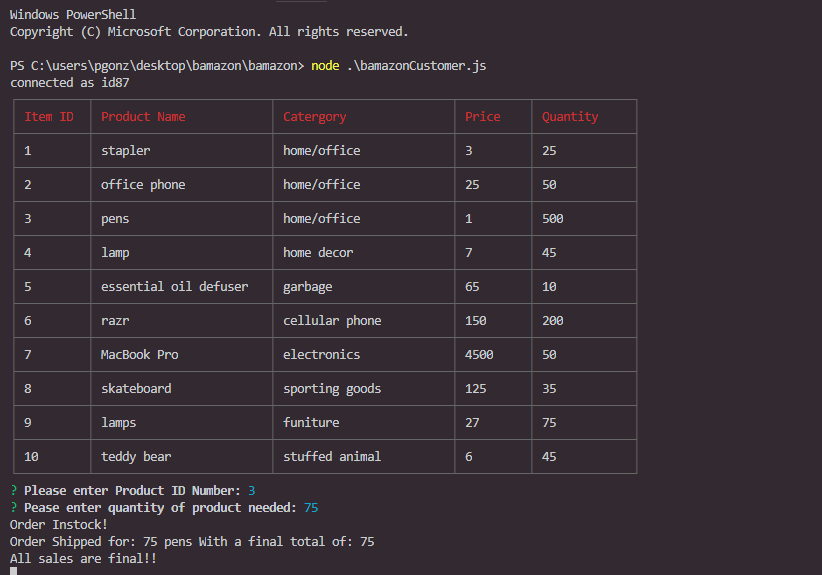 Windows PowerShell
Copyright (C) Microsoft Corporation. All rights reserved.
PS C:\users\pgonz\desktop\bamazon\bamazon> node .\bamazonCustomer.js
connected as id87
Item ID Product Name Catergory Price Quantity
1 stapler home/office 3 25
2 office phone home/office 25 50
3 pens home/office 1 500
4 lamp home decor 7 45
5 essential oil defuser garbage 65 10
6 razr cellular phone 150 200
7 MacBook Pro electronics 4500 50
8 skateboard sporting goods 125 35
9 lamps funiture 27 75
10 teddy bear stuffed animal 6 45
? Please enter Product ID Number: 3
? Pease enter quantity of product needed: 75
Order Instock!
Order Shipped for: 75 pens With a final total of: 75
All sales are final!!